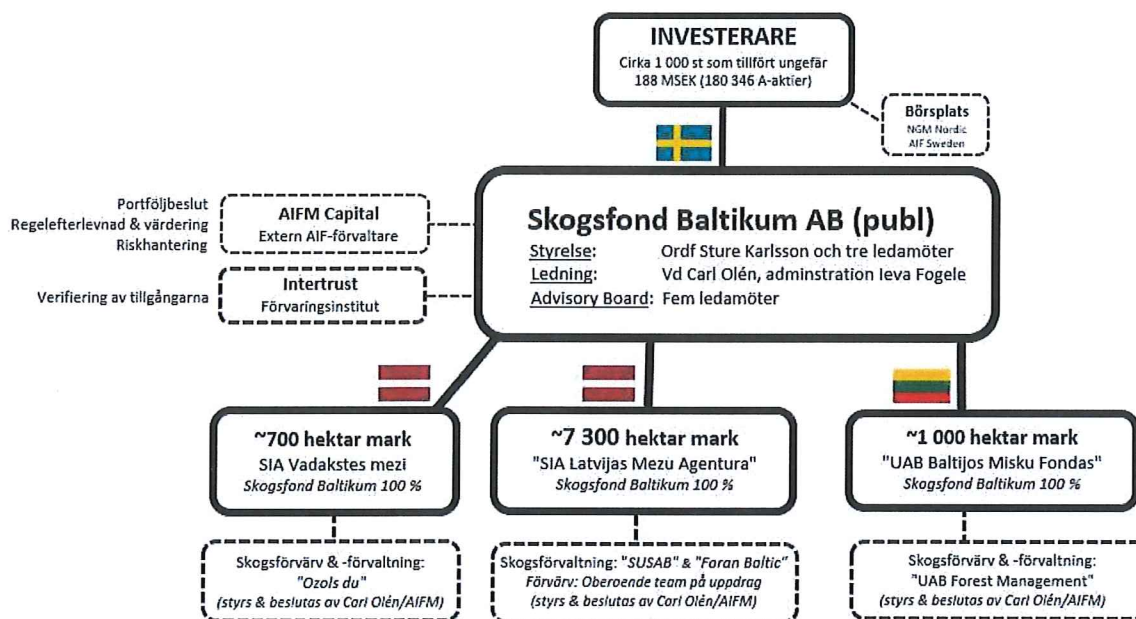 INVESTERARE
Cirka 1 000 st som tillfört ungefär
188 MSEK (180 346 A-aktier)
Börsplats
NGM Nordic
AIF Sweden
Portföljbeslut
Regelefterlevnad & värdering
Riskhantering
AIFM Capital
Extern AIF-förvaltare
Verifiering av tillgångarna
Intertrust
Förvaringsinstitut
Skogsfond Baltikum AB (publ)
Styrelse: Ordf Sture Karlsson och tre ledamöter
Ledning: Vd Carl Olén, adminstration Ieva Fogele
Advisory Board: Fem ledamöter
~700 hektar mark
SIA Vadakstes mezi
Skogsfond Baltikum 100 %
~7 300 hektar mark
"SIA Latvijas Mezu Agentura"
Skogsfond Baltikum 100 %
~1 000 hektar mark
"UAB Baltijos Misku Fondas"
Skogsfond Baltikum 100 %
Skogsförvärv & -förvaltning:
"Ozols du"
(styrs & beslutas av Carl Olén/AIFM)
Skogsförvaltning: "SUSAB" & "Foran Baltic"
Förvärv: Oberoende team på uppdrag
(styrs & beslutas av Carl Olén/AIFM)
Skogsförvärv & -förvaltning:
"UAB Forest Management"
(styrs & beslutas av Carl Olén/AIFM)